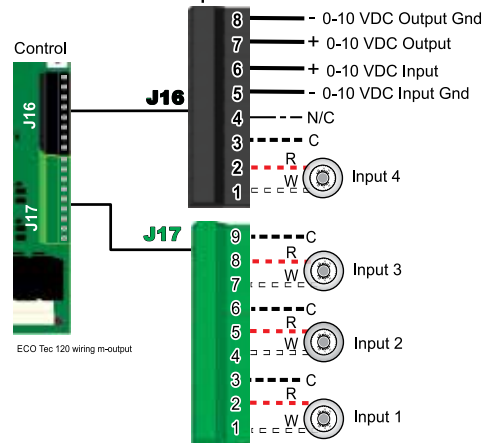 Control
J16
J17
ECO Tec 120 wiring m-output
J16
8 - 0-10 VDC Output Gnd
7 + 0-10 VDC Output
6 + 0-10 VDC Input
5 - 0-10 VDC Input Gnd
4 N/C
3 C
2 R
1 W
Input 4
J17
9 C
8 R
7 W
Input 3
6 C
5 R
4 W
Input 2
3 C
2 R
1 W
Input 1